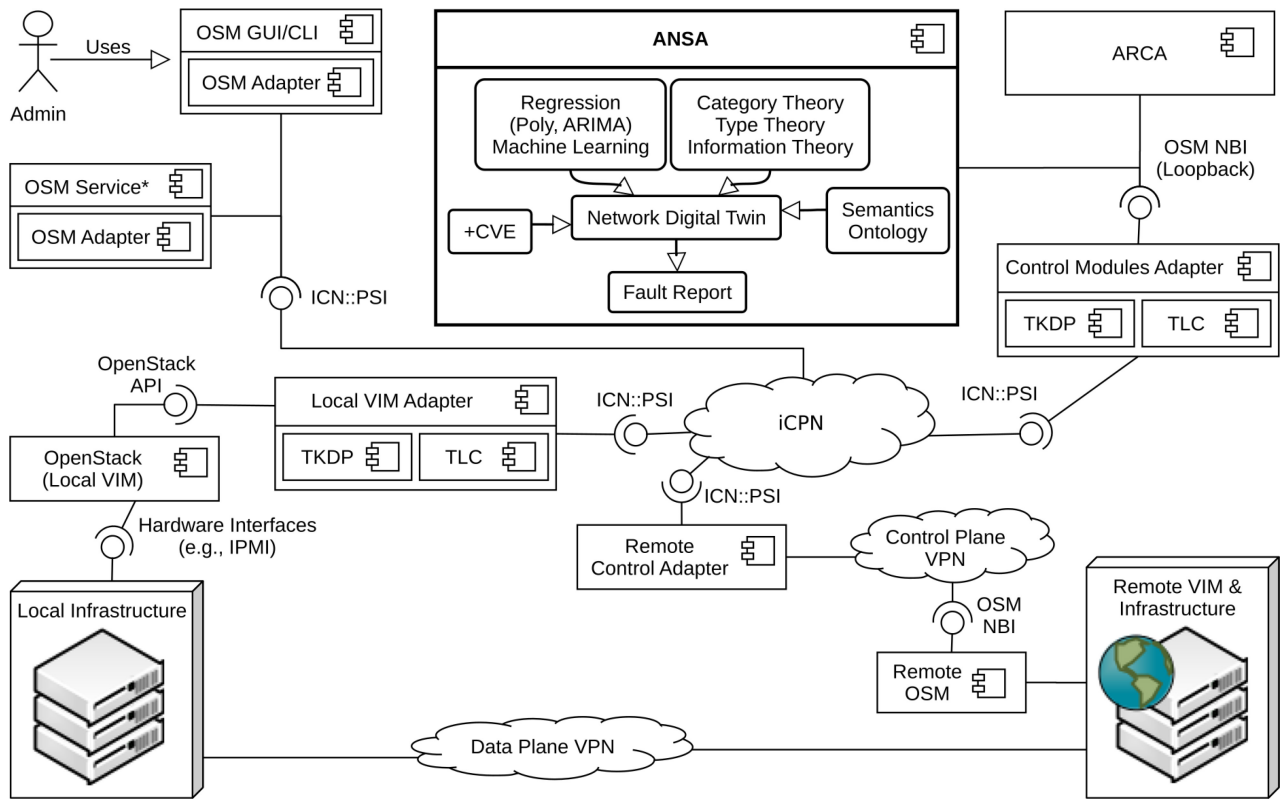 Admin
Uses
OSM GUI/CLI
OSM Adapter
OSM Service*
OSM Adapter
ICN::PSI
ANSA
Regression
(Poly, ARIMA)
Machine Learning
Category Theory
Type Theory
Information Theory
+CVE
Network Digital Twin
Semantics
Ontology
Fault Report
ARCA
OSM NBI
(Loopback)
Control Modules Adapter
TKDP
TLC
OpenStack
API
Local VIM Adapter
TKDP
TLC
ICN::PSI
iCPN
ICN::PSI
OpenStack
(Local VIM)
Hardware Interfaces
(e.g., IPMI)
ICN::PSI
Remote
Control Adapter
Control Plane
VPN
OSM
NBI
Remote
OSM
Local Infrastructure
Remote VIM &
Infrastructure
Data Plane VPN